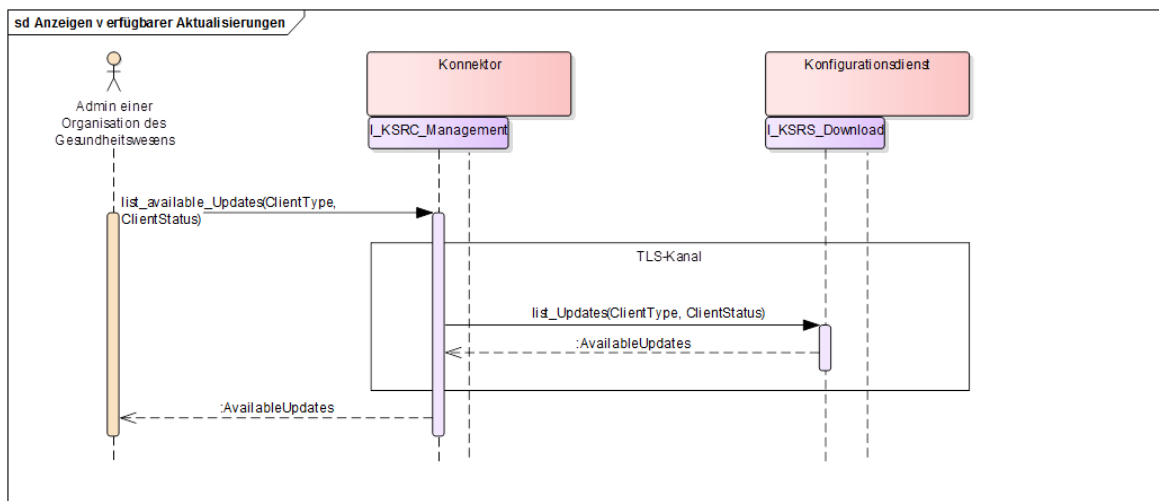 sd Anzeigen verfügbarer Aktualisierungen
Konnektor
Konfigurationsdienst
Admin einer
Organisation des
Gesundheitswesens
I_KSRC_Management
I_KSRS_Download
list_available_Updates(ClientType,
ClientStatus)
TLS-Kanal
list_Updates(ClientType, ClientStatus)
:AvailableUpdates
:AvailableUpdates